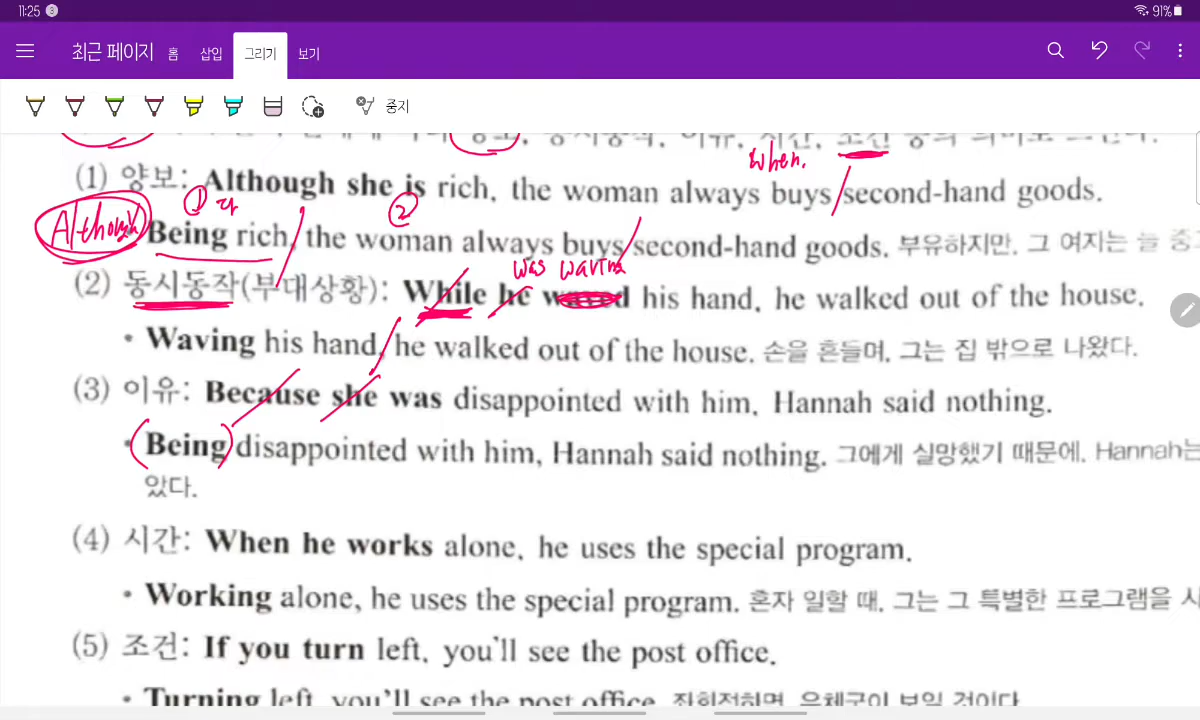 11:25 3 91%
최근 페이지 홈 삽입 그리기 보기
중지
when.
(1) 양보: Although she is rich, the woman always buys second-hand goods.
① ②
Although Being rich, the woman always buys second-hand goods. 부유하지만, 그 여자는 늘
was waving
(2) 동시동작(부대상황): While he waved his hand, he walked out of the house.
• Waving his hand, he walked out of the house. 손을 흔들며, 그는 집 밖으로 나왔다.
(3) 이유: Because she was disappointed with him, Hannah said nothing.
• Being disappointed with him, Hannah said nothing. 그에게 실망했기 때문에, Hannah는
았다.
(4) 시간: When he works alone, he uses the special program.
• Working alone, he uses the special program. 혼자 일할 때, 그는 그 특별한 프로그램을
(5) 조건: If you turn left, you'll see the post office.
• Turning left, you'll see the post office. 좌회전하면, 우체국이 보일 것이다